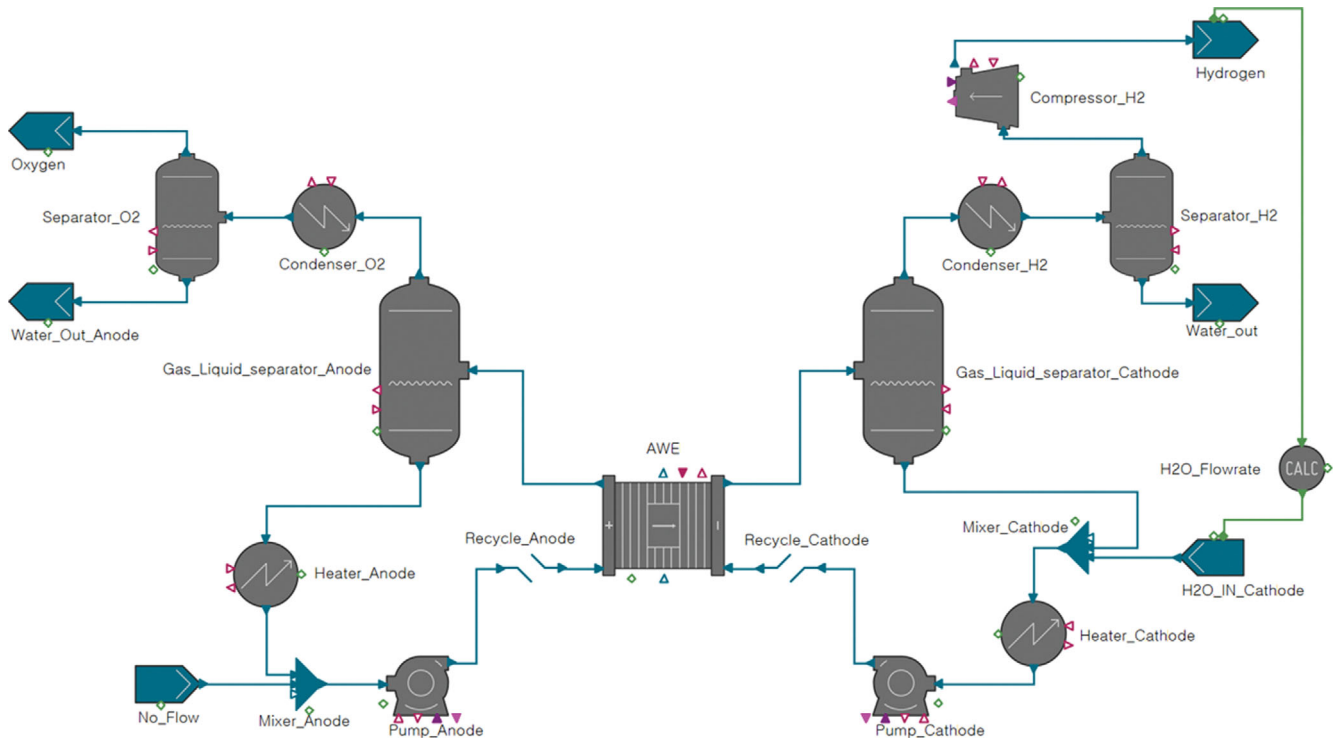 Hydrogen
Compressor_H2
Oxygen
Separator_O2
Condenser_O2
Condenser_H2
Separator_H2
Water_Out_Anode
Water_out
Gas_Liquid_separator_Anode
Gas_Liquid_separator_Cathode
AWE
+
-
H2O_Flowrate
CALC
Recycle_Anode
Recycle_Cathode
Mixer_Cathode
Heater_Anode
H2O_IN_Cathode
Heater_Cathode
No_Flow
Mixer_Anode
Pump_Anode
Pump_Cathode